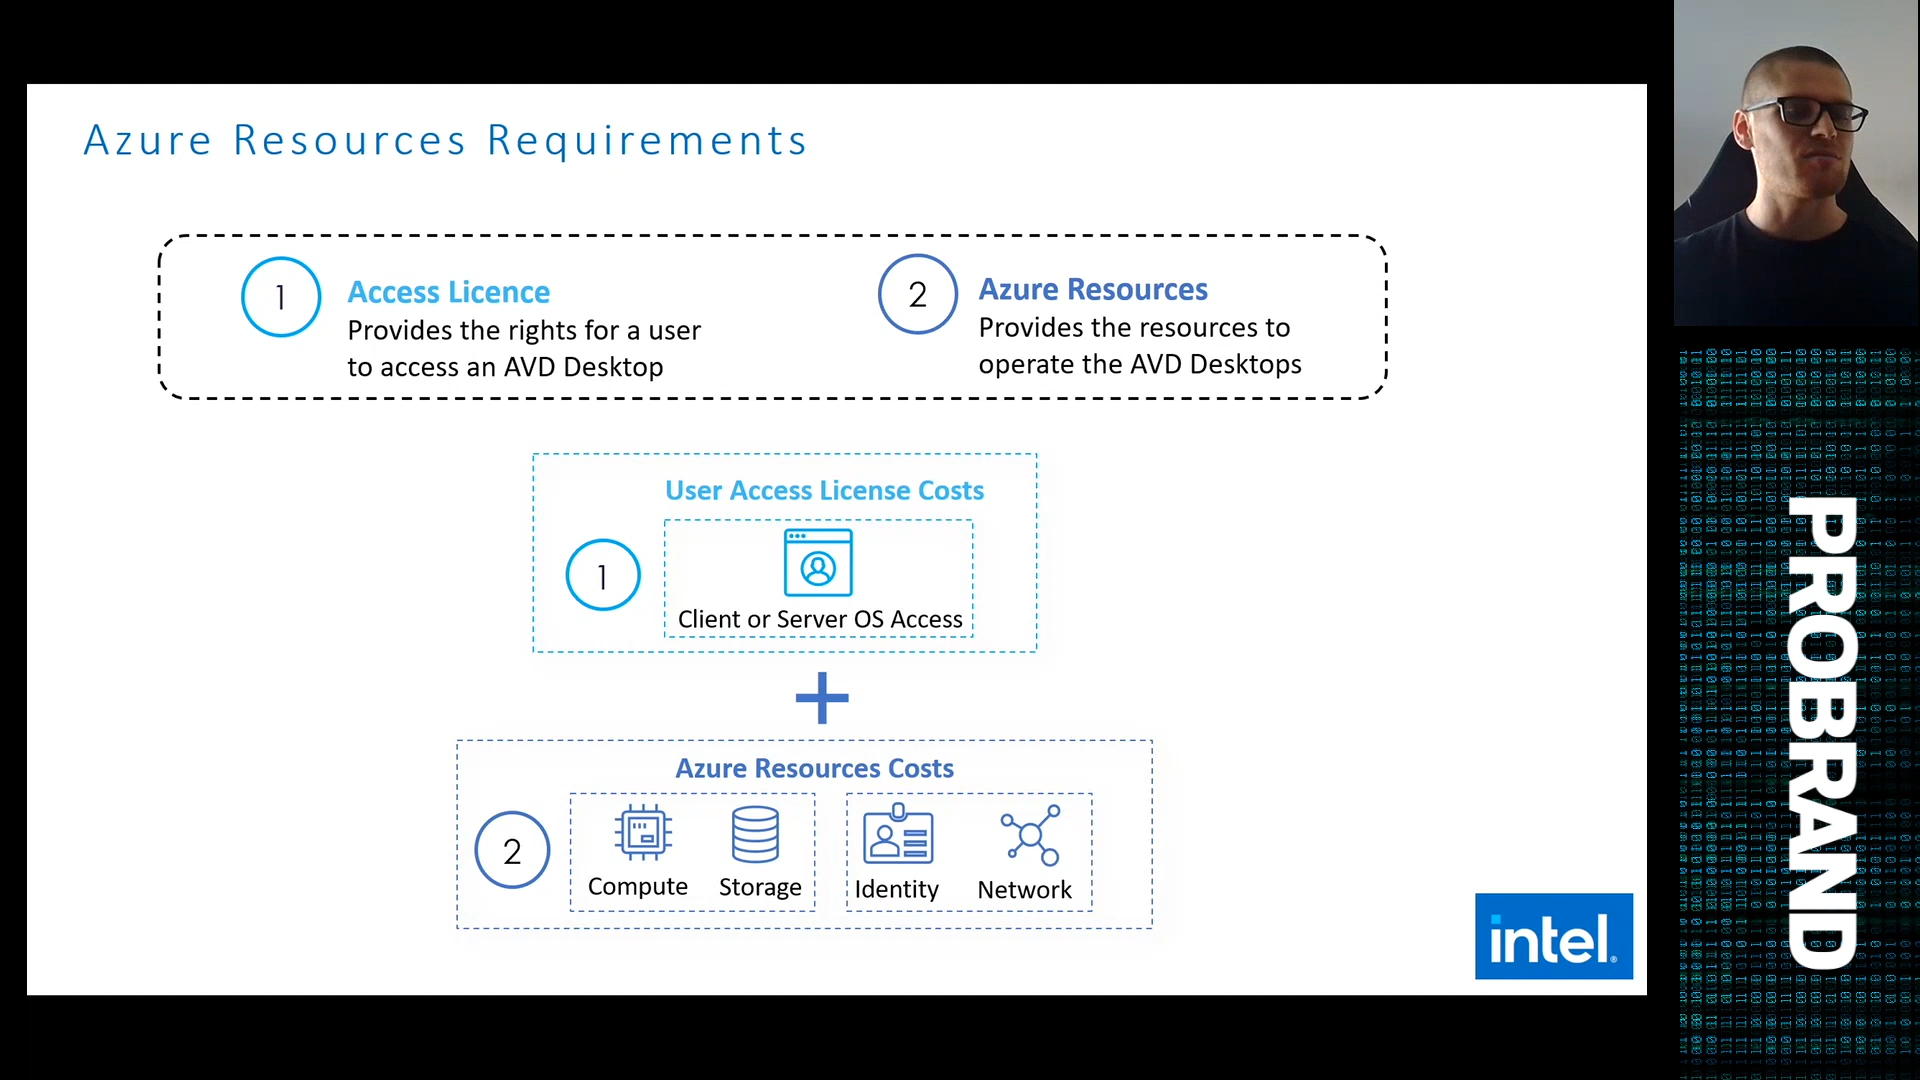 Azure Resources Requirements
1
Access Licence
Provides the rights for a user
to access an AVD Desktop
2
Azure Resources
Provides the resources to
operate the AVD Desktops
User Access License Costs
1
Client or Server OS Access
+
Azure Resources Costs
2
Compute
Storage
Identity
Network
intel.
PROBRAND